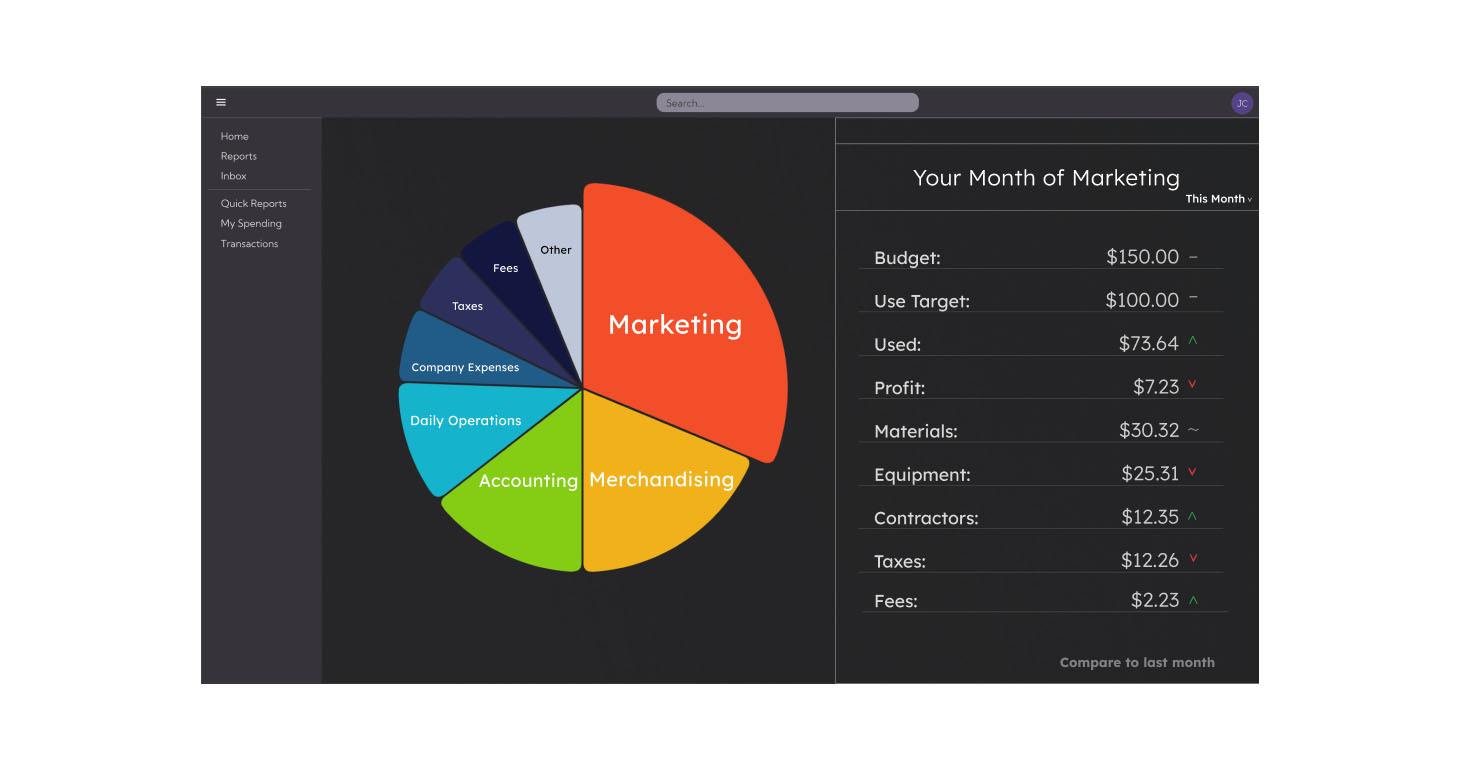 Search...
JC
Home
Reports
Inbox
Quick Reports
My Spending
Transactions
Other
Fees
Taxes
Company Expenses
Daily Operations
Accounting
Merchandising
Marketing
Your Month of Marketing
This Month v
Budget: $150.00 –
Use Target: $100.00 –
Used: $73.64 ^
Profit: $7.23 v
Materials: $30.32 ~
Equipment: $25.31 v
Contractors: $12.35 ^
Taxes: $12.26 v
Fees: $2.23 ^
Compare to last month